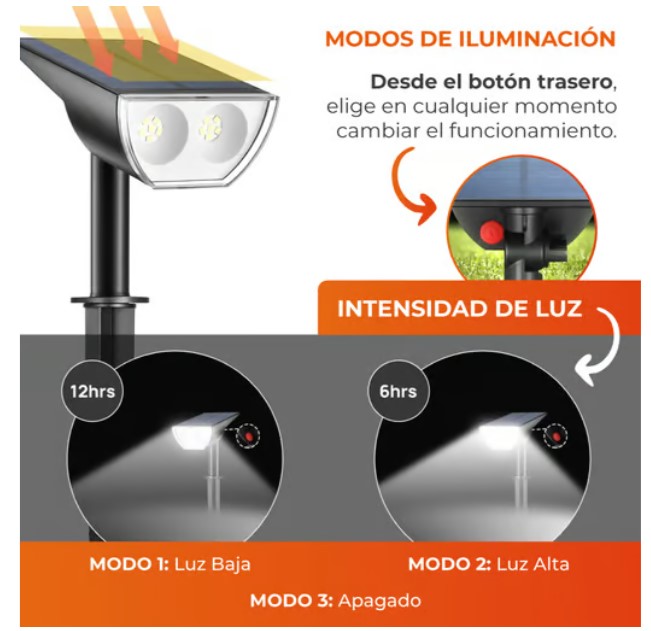 MODOS DE ILUMINACIÓN
Desde el botón trasero,
elige en cualquier momento
cambiar el funcionamiento.
INTENSIDAD DE LUZ
12hrs
6hrs
MODO 1: Luz Baja
MODO 2: Luz Alta
MODO 3: Apagado